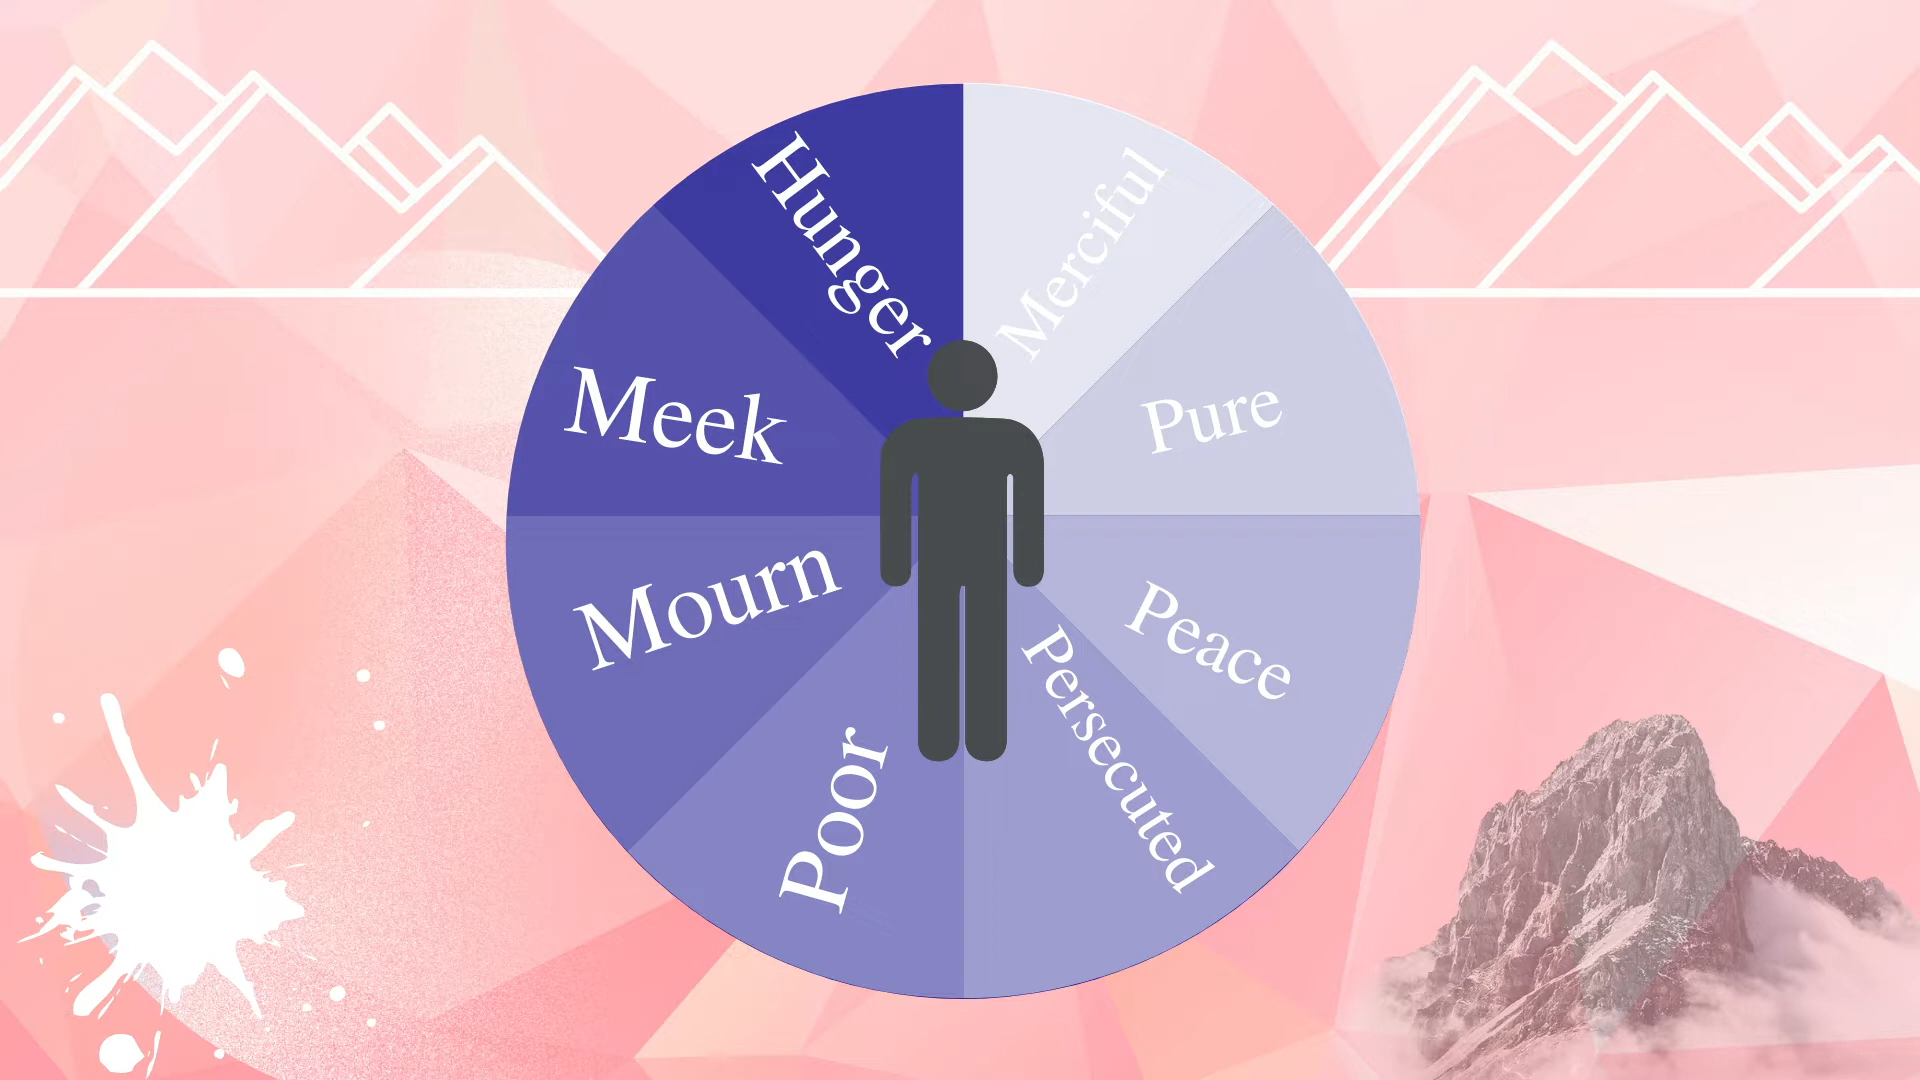 Hunger
Merciful
Meek
Pure
Mourn
Peace
Poor
Persecuted